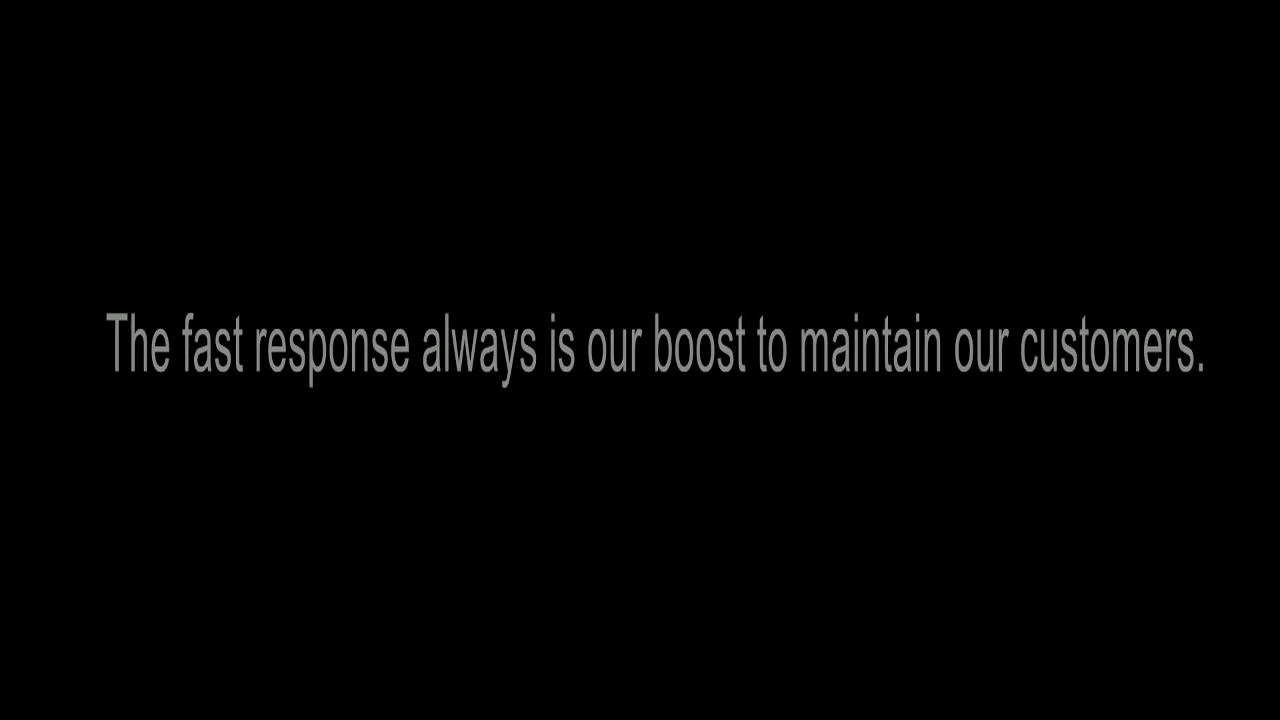 The fast response always is our boost to maintain our customers.